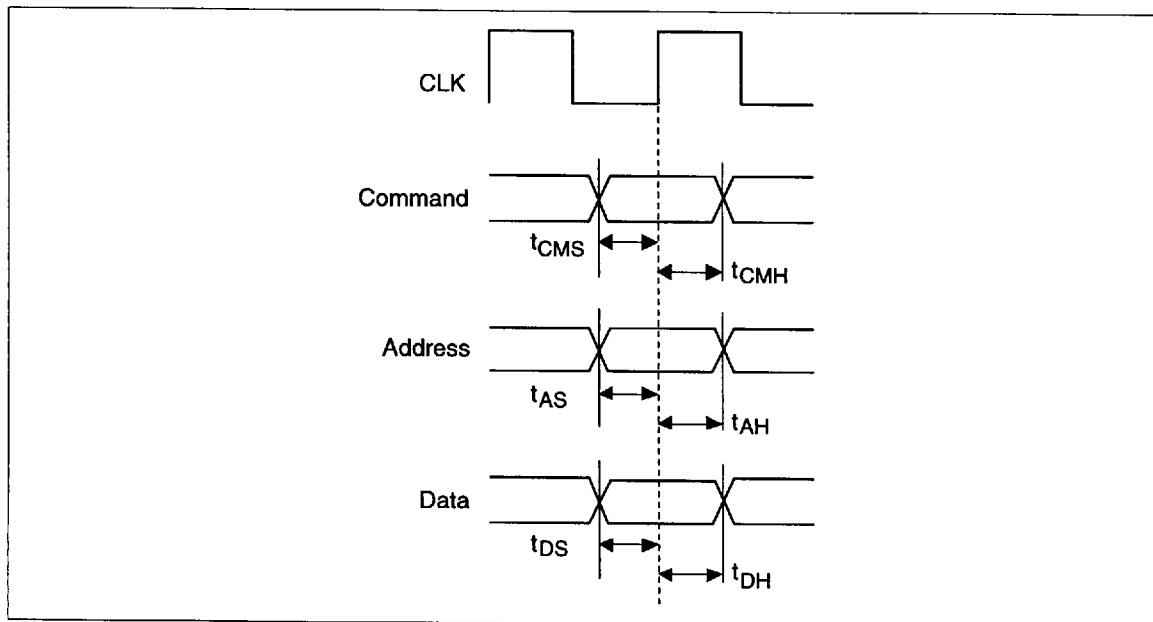 CLK
Command
tCMS
tCMH
Address
tAS
tAH
Data
tDS
tDH